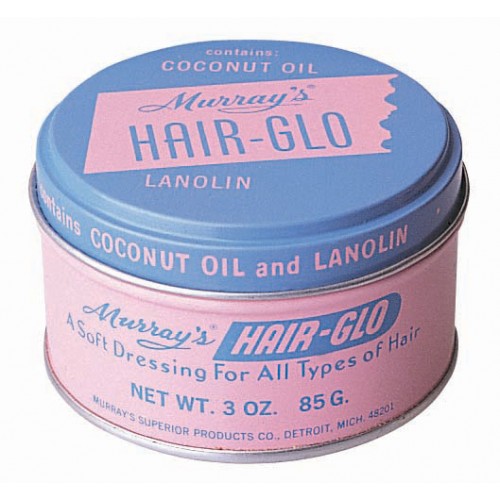 contains:
COCONUT OIL
Murray's®
HAIR-GLO
LANOLIN
contains COCONUT OIL and LANOLIN
Murray's® HAIR-GLO
A Soft Dressing For All Types of Hair
NET WT. 3 OZ. 85 G.
MURRAY'S SUPERIOR PRODUCTS CO., DETROIT, MICH. 48201